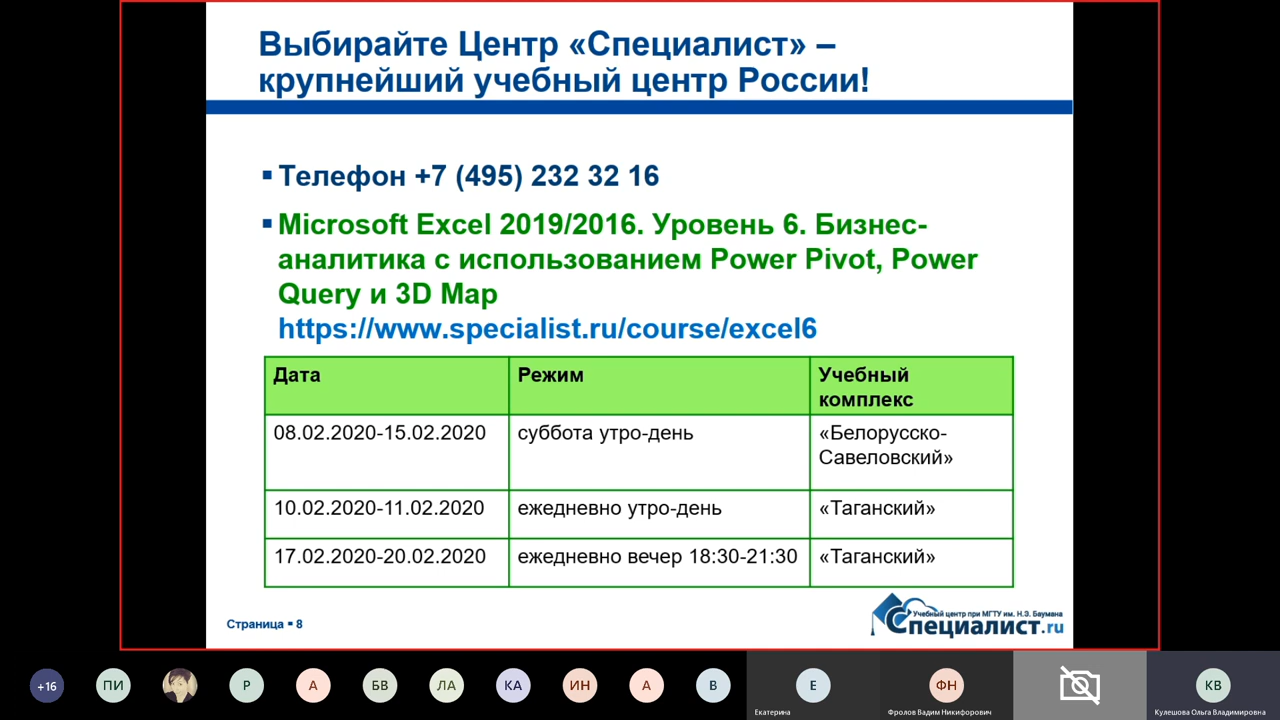 Выбирайте Центр «Специалист» –
крупнейший учебный центр России!
Телефон +7 (495) 232 32 16
Microsoft Excel 2019/2016. Уровень 6. Бизнес-
аналитика с использованием Power Pivot, Power
Query и 3D Map
https://www.specialist.ru/course/excel6
Дата
Режим
Учебный
комплекс
08.02.2020-15.02.2020
суббота утро-день
«Белорусско-
Савеловский»
10.02.2020-11.02.2020
ежедневно утро-день
«Таганский»
17.02.2020-20.02.2020
ежедневно вечер 18:30-21:30
«Таганский»
Страница ▪ 8
Учебный центр при МГТУ им. Н.Э. Баумана
Специалист.ru
+16
ПИ
Р
А
БВ
ЛА
КА
ИН
А
В
Е
Екатерина
ФН
Фролов Вадим Никифорович
КВ
Кулешова Ольга Владимировна